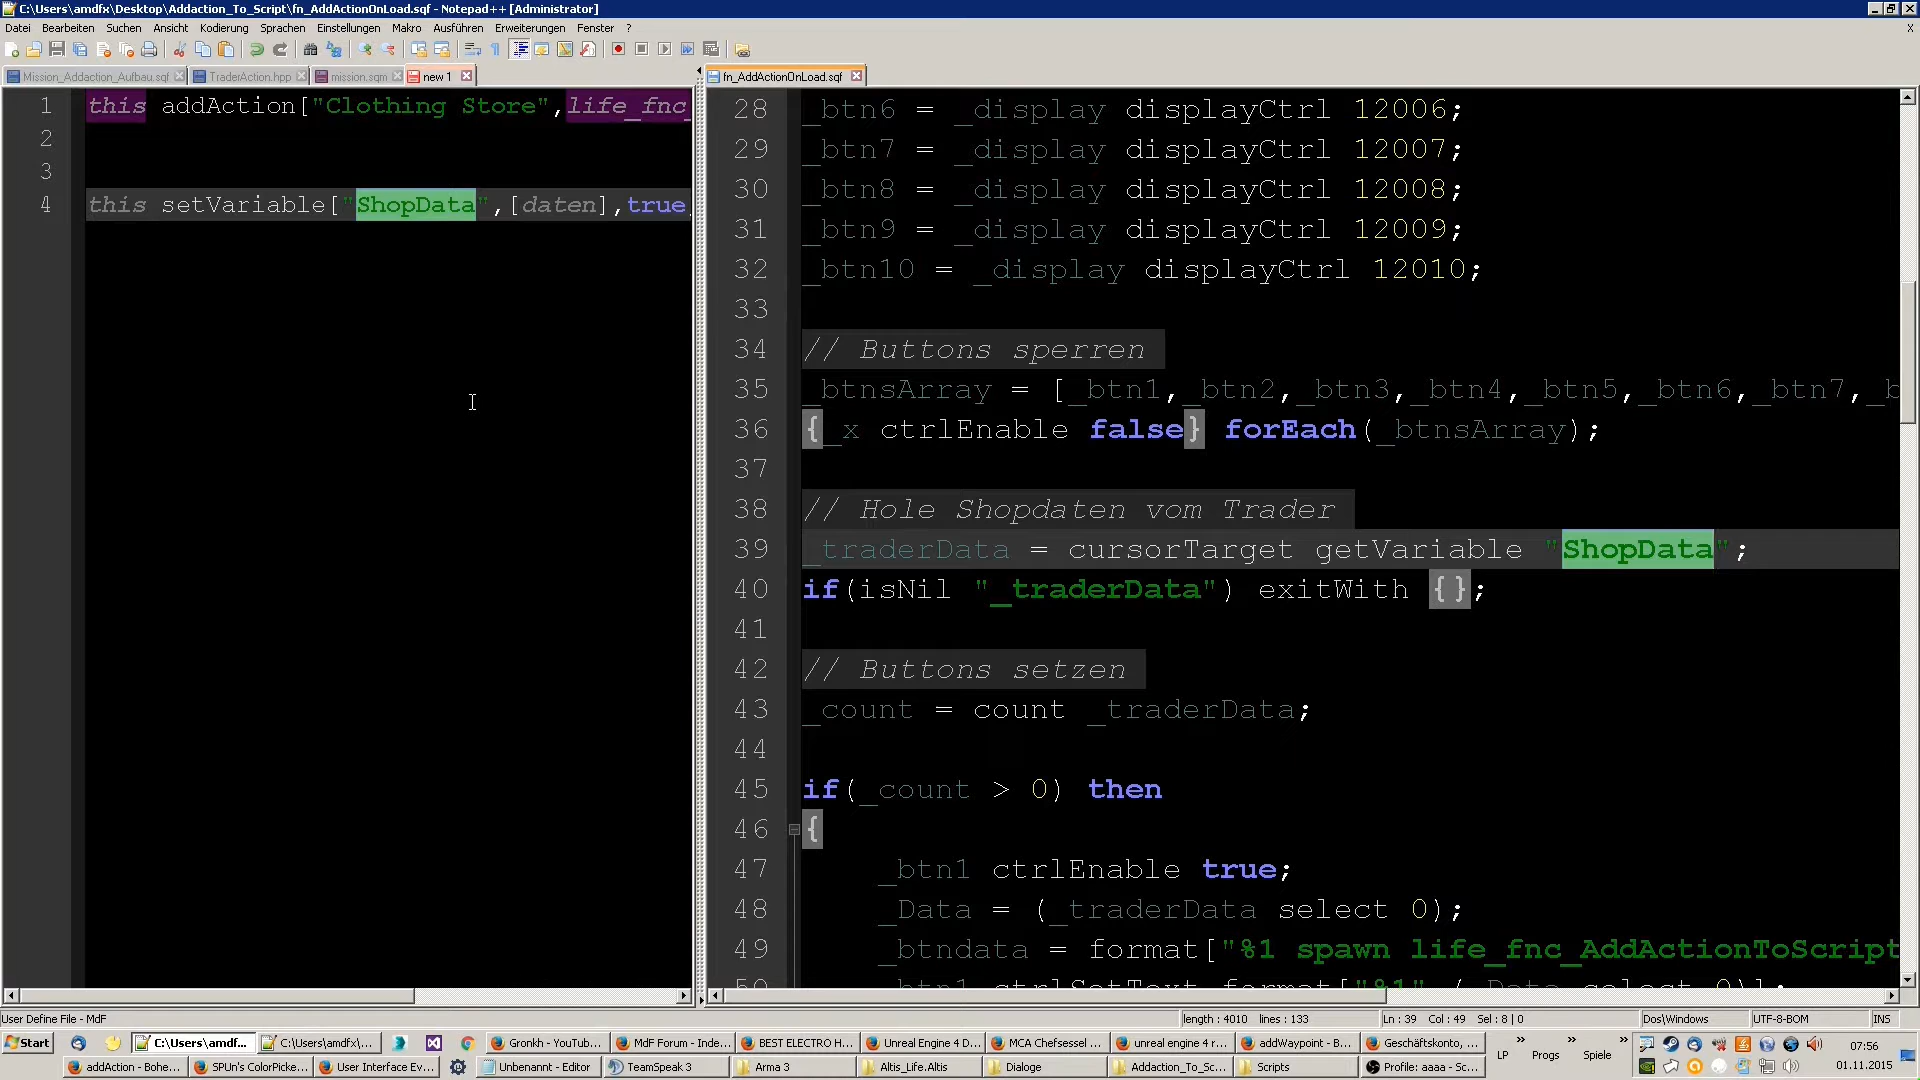 C:\Users\amdfx\Desktop\Addaction_To_Script\fn_AddActionOnLoad.sqf - Notepad++ [Administrator]
Datei Bearbeiten Suchen Ansicht Kodierung Sprachen Einstellungen Makro Ausführen Erweiterungen Fenster ?
Mission_Addaction_Aufbau.sqf TraderAction.hpp mission.sqm new 1
fn_AddActionOnLoad.sqf
1 this addAction["Clothing Store",life_fnc_
2
3
4 this setVariable["ShopData",[daten],true
28 _btn6 = _display displayCtrl 12006;
29 _btn7 = _display displayCtrl 12007;
30 _btn8 = _display displayCtrl 12008;
31 _btn9 = _display displayCtrl 12009;
32 _btn10 = _display displayCtrl 12010;
33
34 // Buttons sperren
35 _btnsArray = [_btn1,_btn2,_btn3,_btn4,_btn5,_btn6,_btn7,_b
36 {_x ctrlEnable false} forEach(_btnsArray);
37
38 // Hole Shopdaten vom Trader
39 _traderData = cursorTarget getVariable "ShopData";
40 if(isNil "_traderData") exitWith {};
41
42 // Buttons setzen
43 _count = count _traderData;
44
45 if(_count > 0) then
46 {
47 _btn1 ctrlEnable true;
48 _Data = (_traderData select 0);
49 _btndata = format["%1 spawn life_fnc_AddActionToScript
50 _btn1 ctrlSetText format["%1",(_Data select 0)];
User Define File - MdF
length : 4010 lines : 133
Ln : 39 Col : 49 Sel : 8 | 0
Dos\Windows
UTF-8-BOM
INS
Start
C:\Users\amdf...
C:\Users\amdfx\...
Gronkh - YouTub...
MdF Forum - Inde...
BEST ELECTRO H...
Unreal Engine 4 D...
MCA Chefsessel ...
unreal engine 4 r...
addWaypoint - B...
Geschäftskonto, ...
LP
Progs
Spiele
07:56
addAction - Bohe...
SPUn's ColorPicke...
User Interface Ev...
Unbenannt - Editor
TeamSpeak 3
Arma 3
Altis_Life.Altis
Dialoge
Addaction_To_Sc...
Scripts
Profile: aaaa - Sc...
01.11.2015